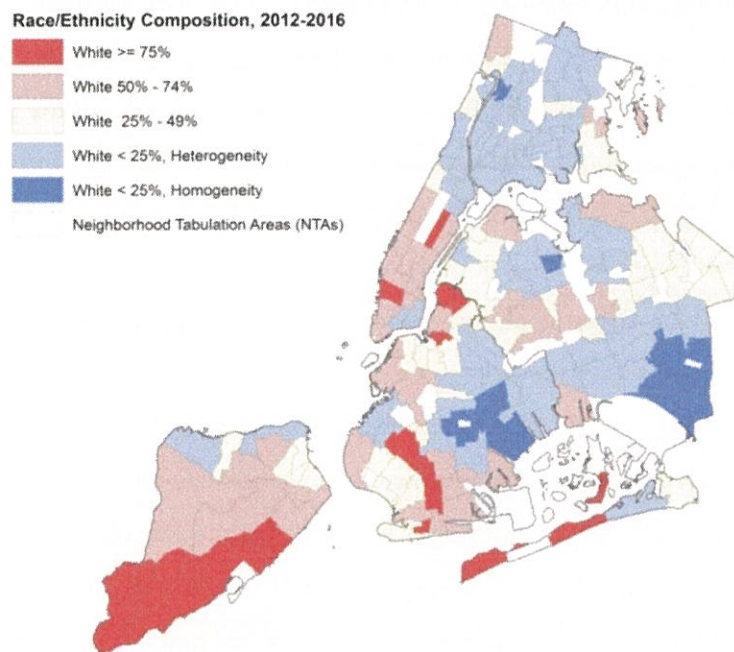 Race/Ethnicity Composition, 2012-2016
White >= 75%
White 50% - 74%
White 25% - 49%
White < 25%, Heterogeneity
White < 25%, Homogeneity
Neighborhood Tabulation Areas (NTAs)